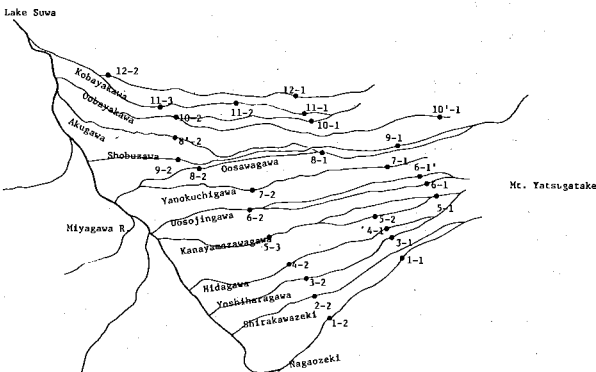 Lake Suwa
Kobayakawa
12-2
12-1
Oobayakawa
11-3
11-2
11-1
10-2
10-1
10'-1
Akugawa
8'-2
9-1
Shobuzawa
9-2
8-2
Oosawagawa
8-1
7-1
Yanokuchigawa
7-2
6-1'
6-1
Mt. Yatsugatake
Uosojingawa
6-2
5-1
Miyagawa R.
Kanayamazawagawa
5-3
5-2
'4-1
3-1
Hidagawa
4-2
1-1
Yoshiharagawa
3-2
Shirakawazeki
2-2
1-2
Nagaozeki